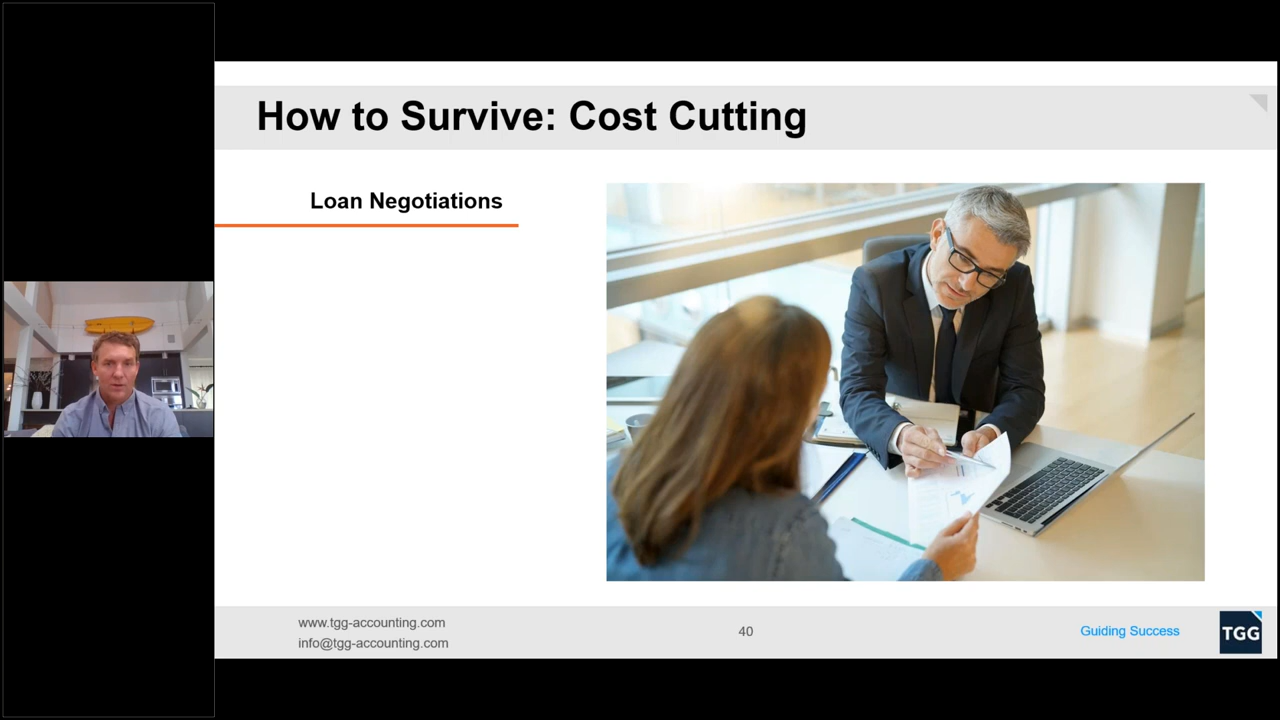 How to Survive: Cost Cutting
Loan Negotiations
www.tgg-accounting.com
info@tgg-accounting.com
40
Guiding Success
TGG